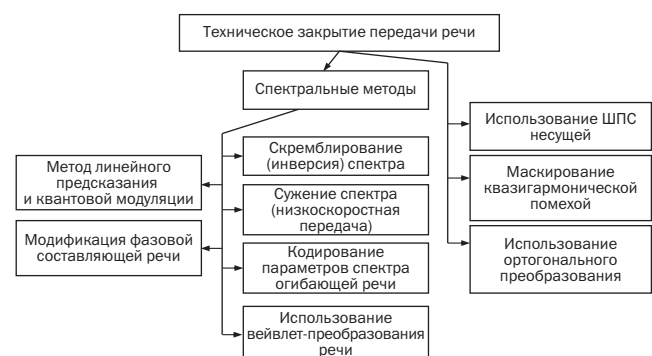 Техническое закрытие передачи речи
Спектральные методы
Метод линейного
предсказания
и квантовой модуляции
Модификация фазовой
составляющей речи
Скремблирование
(инверсия) спектра
Сужение спектра
(низкоскоростная
передача)
Кодирование
параметров спектра
огибающей речи
Использование
вейвлет-преобразования
речи
Использование ШПС
несущей
Маскирование
квазигармонической
помехой
Использование
ортогонального
преобразования